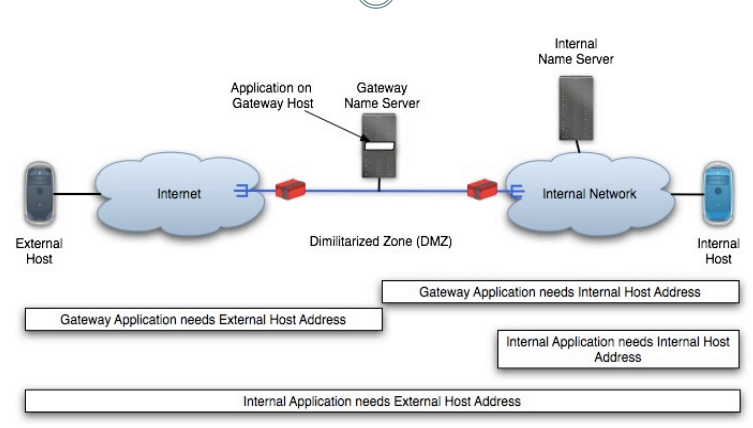 Internal
Name Server
Application on
Gateway Host
Gateway
Name Server
Internet
Internal Network
External
Host
Dimilitarized Zone (DMZ)
Internal
Host
Gateway Application needs Internal Host Address
Gateway Application needs External Host Address
Internal Application needs Internal Host
Address
Internal Application needs External Host Address